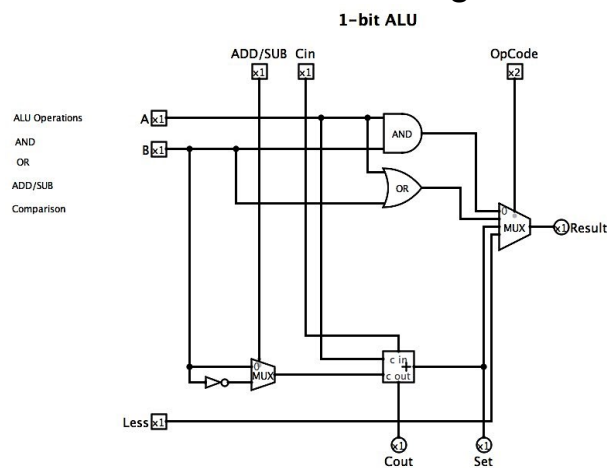 1-bit ALU
ADD/SUB Cin OpCode
x1 x1 x2
ALU Operations
AND
OR
ADD/SUB
Comparison
A x1
B x1
AND
OR
0
MUX
x1 Result
0
MUX
c in
+
c out
Less x1
x1 x1
Cout Set